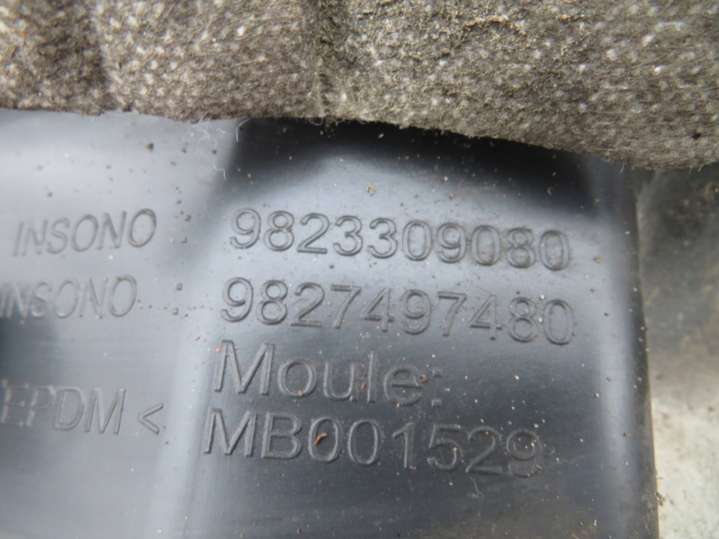 INSONO 9823309080
INSONO 9827497480
Moule:
EPDM< MB001529